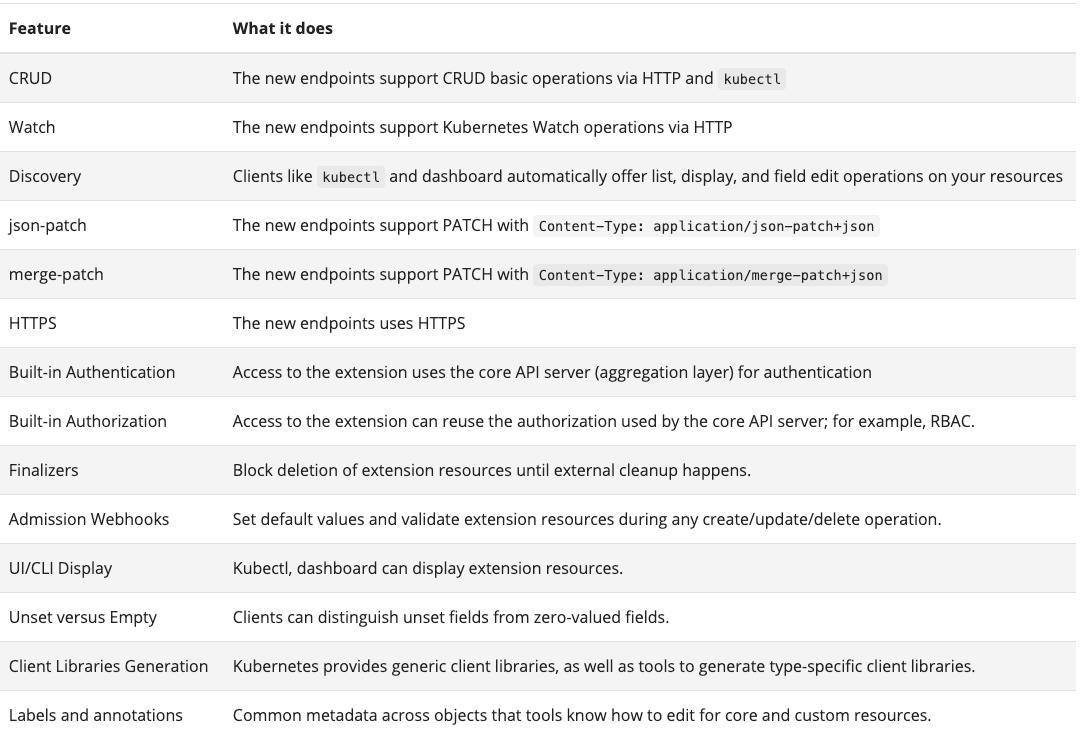 Feature What it does
CRUD The new endpoints support CRUD basic operations via HTTP and kubectl
Watch The new endpoints support Kubernetes Watch operations via HTTP
Discovery Clients like kubectl and dashboard automatically offer list, display, and field edit operations on your resources
json-patch The new endpoints support PATCH with Content-Type: application/json-patch+json
merge-patch The new endpoints support PATCH with Content-Type: application/merge-patch+json
HTTPS The new endpoints uses HTTPS
Built-in Authentication Access to the extension uses the core API server (aggregation layer) for authentication
Built-in Authorization Access to the extension can reuse the authorization used by the core API server; for example, RBAC.
Finalizers Block deletion of extension resources until external cleanup happens.
Admission Webhooks Set default values and validate extension resources during any create/update/delete operation.
UI/CLI Display Kubectl, dashboard can display extension resources.
Unset versus Empty Clients can distinguish unset fields from zero-valued fields.
Client Libraries Generation Kubernetes provides generic client libraries, as well as tools to generate type-specific client libraries.
Labels and annotations Common metadata across objects that tools know how to edit for core and custom resources.